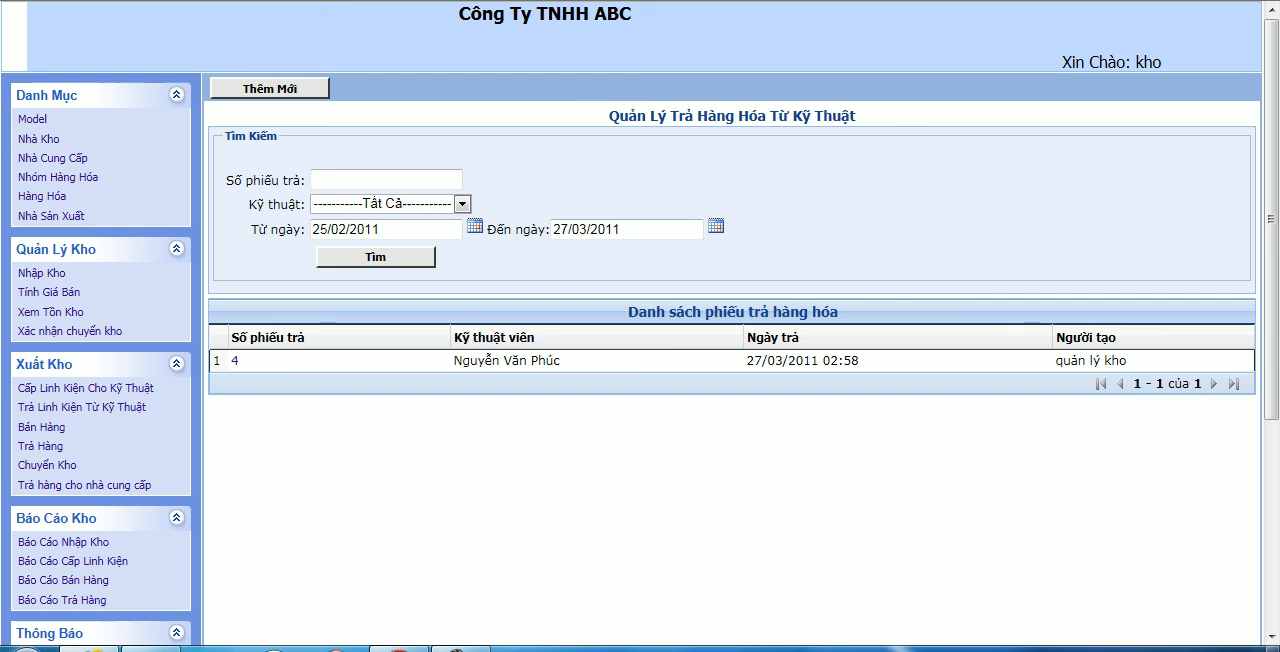 Công Ty TNHH ABC
Xin Chào: kho
Danh Mục
Model
Nhà Kho
Nhà Cung Cấp
Nhóm Hàng Hóa
Hàng Hóa
Nhà Sản Xuất
Quản Lý Kho
Nhập Kho
Tính Giá Bán
Xem Tồn Kho
Xác nhận chuyển kho
Xuất Kho
Cấp Linh Kiện Cho Kỹ Thuật
Trả Linh Kiện Từ Kỹ Thuật
Bán Hàng
Trả Hàng
Chuyển Kho
Trả hàng cho nhà cung cấp
Báo Cáo Kho
Báo Cáo Nhập Kho
Báo Cáo Cấp Linh Kiện
Báo Cáo Bán Hàng
Báo Cáo Trả Hàng
Thông Báo
Thêm Mới
Quản Lý Trả Hàng Hóa Từ Kỹ Thuật
Tìm Kiếm
Số phiếu trả:
Kỹ thuật: -----------Tất Cả-----------
Từ ngày: 25/02/2011 Đến ngày: 27/03/2011
Tìm
Danh sách phiếu trả hàng hóa
Số phiếu trả Kỹ thuật viên Ngày trả Người tạo
1 4 Nguyễn Văn Phúc 27/03/2011 02:58 quản lý kho
1 - 1 của 1